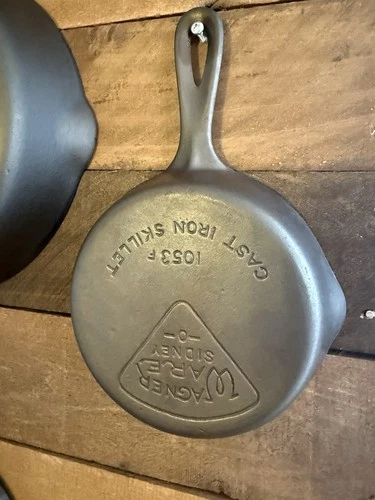 WAGNER
WARE
SIDNEY
-O-
1053 F
CAST IRON SKILLET